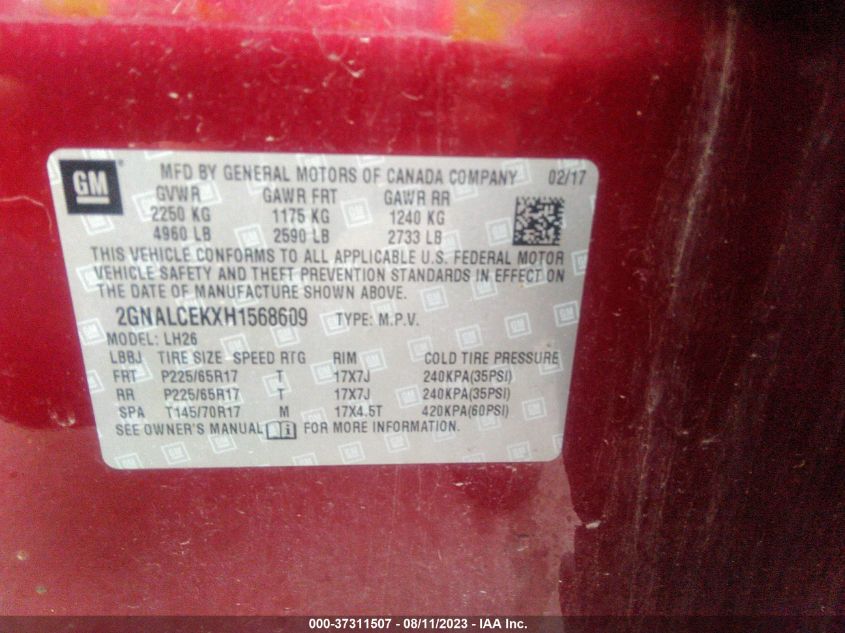 GM MFD BY GENERAL MOTORS OF CANADA COMPANY 02/17
GVWR GAWR FRT GAWR RR
2250 KG 1175 KG 1240 KG
4960 LB 2590 LB 2733 LB
THIS VEHICLE CONFORMS TO ALL APPLICABLE U.S. FEDERAL MOTOR
VEHICLE SAFETY AND THEFT PREVENTION STANDARDS IN EFFECT ON
THE DATE OF MANUFACTURE SHOWN ABOVE.
2GNALCEKXH1568609 TYPE: M.P.V.
MODEL: LH26
LBBJ TIRE SIZE SPEED RTG RIM COLD TIRE PRESSURE
FRT P225/65R17 T 17X7J 240KPA(35PSI)
RR P225/65R17 T 17X7J 240KPA(35PSI)
SPA T145/70R17 M 17X4.5T 420KPA(60PSI)
SEE OWNER'S MANUAL i FOR MORE INFORMATION.
000-37311507 - 08/11/2023 - IAA Inc.